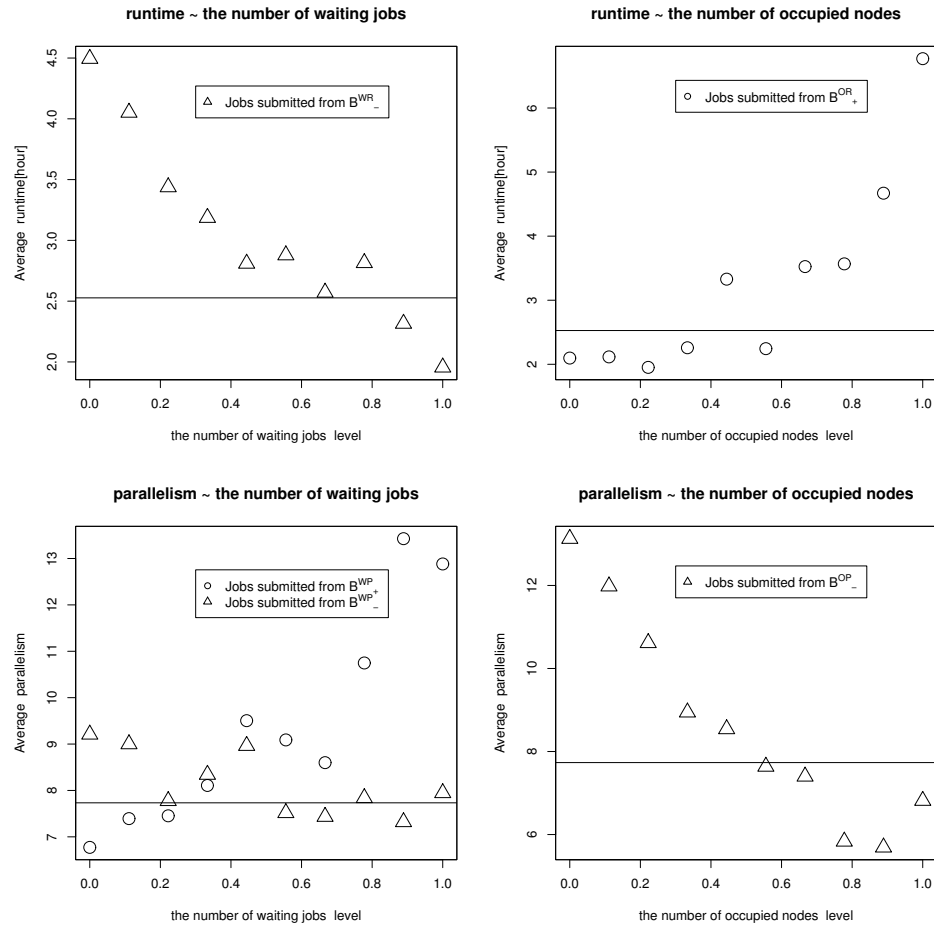 runtime ~ the number of waiting jobs
Average runtime[hour]
4.5
4.0
3.5
3.0
2.5
2.0
Jobs submitted from B^WR_−
0.0 0.2 0.4 0.6 0.8 1.0
the number of waiting jobs level
runtime ~ the number of occupied nodes
Average runtime[hour]
6
5
4
3
2
Jobs submitted from B^OR_+
0.0 0.2 0.4 0.6 0.8 1.0
the number of occupied nodes level
parallelism ~ the number of waiting jobs
Average parallelism
13
12
11
10
9
8
7
Jobs submitted from B^WP_+
Jobs submitted from B^WP_−
0.0 0.2 0.4 0.6 0.8 1.0
the number of waiting jobs level
parallelism ~ the number of occupied nodes
Average parallelism
12
10
8
6
Jobs submitted from B^OP_−
0.0 0.2 0.4 0.6 0.8 1.0
the number of occupied nodes level